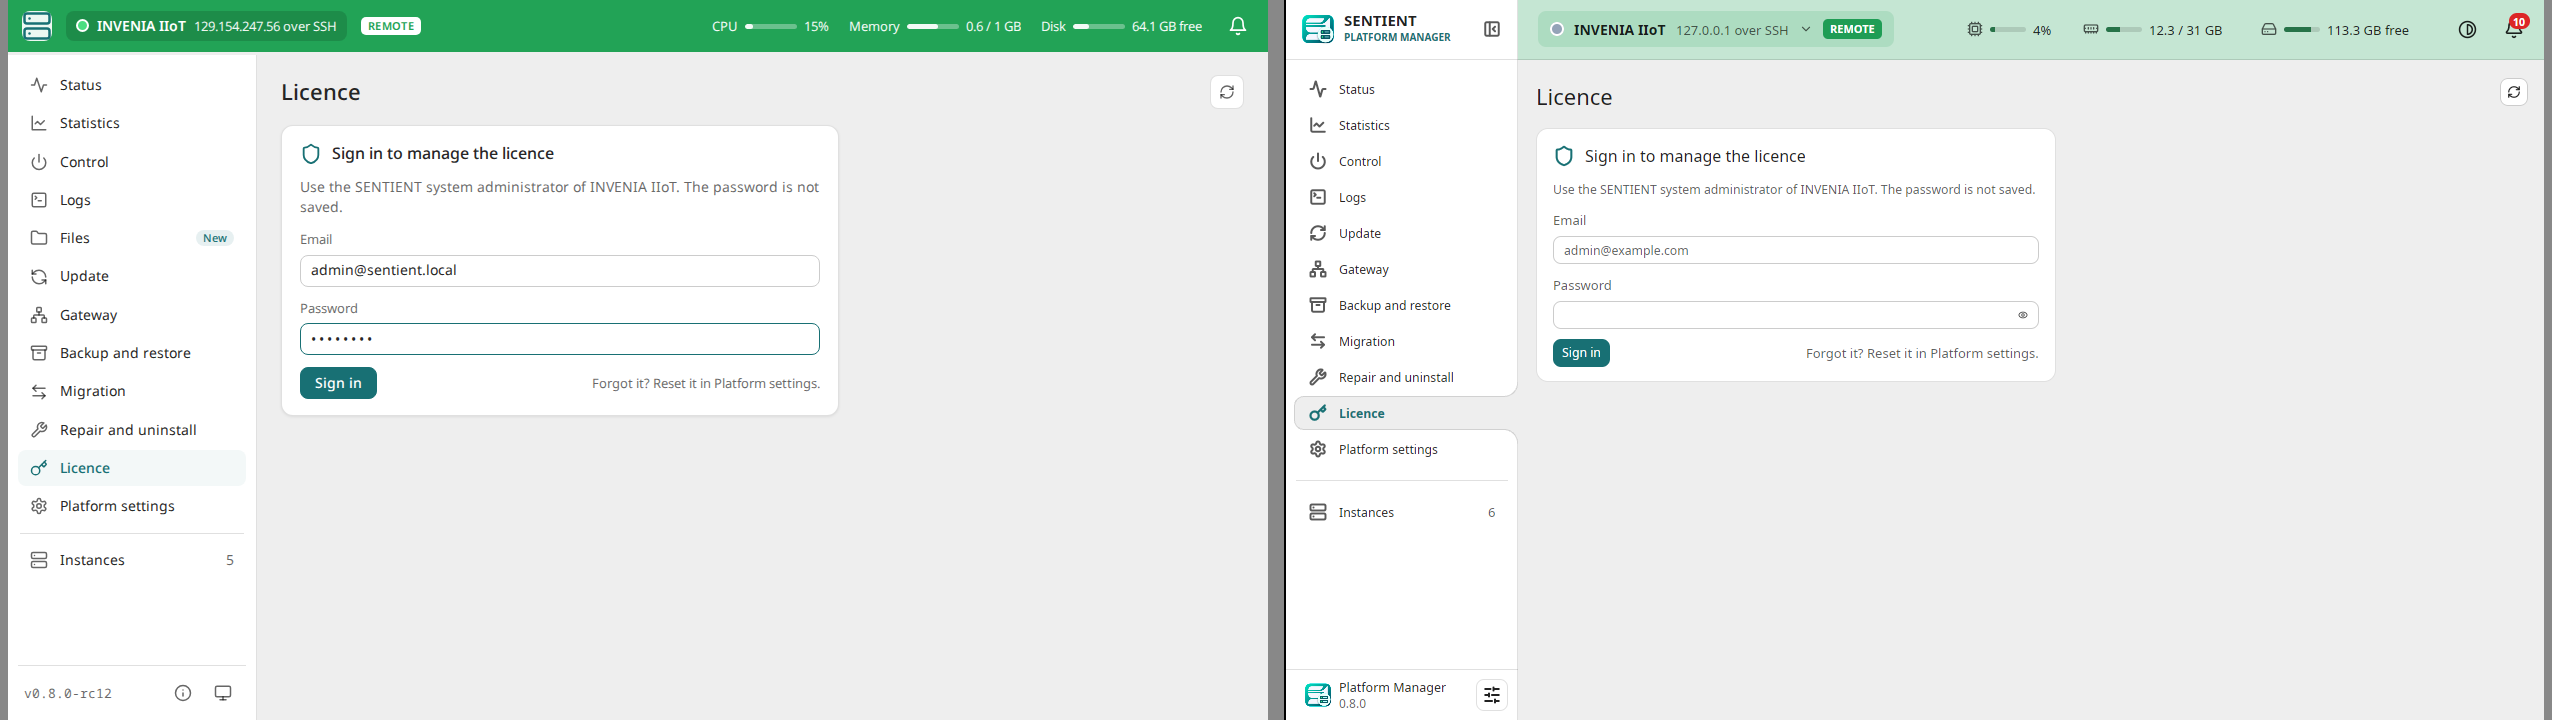 INVENIA IIoT 129.154.247.56 over SSH REMOTE CPU 15% Memory 0.6 / 1 GB Disk 64.1 GB free
Status
Statistics
Control
Logs
Files New
Update
Gateway
Backup and restore
Migration
Repair and uninstall
Licence
Platform settings
Instances 5
v0.8.0-rc12
Licence
Sign in to manage the licence
Use the SENTIENT system administrator of INVENIA IIoT. The password is not
saved.
Email
admin@sentient.local
Password
Sign in Forgot it? Reset it in Platform settings.
SENTIENT
PLATFORM MANAGER
INVENIA IIoT 127.0.0.1 over SSH REMOTE 4% 12.3 / 31 GB 113.3 GB free 10
Status
Statistics
Control
Logs
Update
Gateway
Backup and restore
Migration
Repair and uninstall
Licence
Platform settings
Instances 6
Platform Manager
0.8.0
Licence
Sign in to manage the licence
Use the SENTIENT system administrator of INVENIA IIoT. The password is not saved.
Email
admin@example.com
Password
Sign in Forgot it? Reset it in Platform settings.